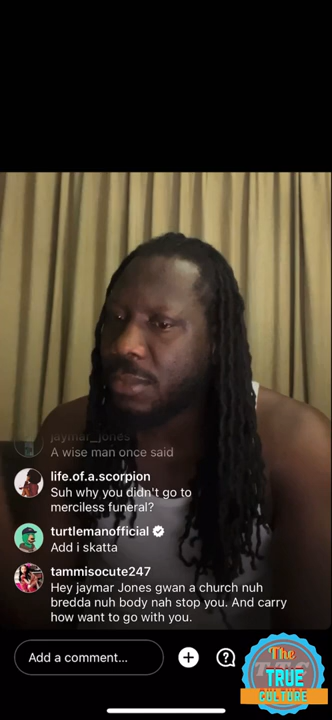 jaymar_jones
A wise man once said
life.of.a.scorpion
Suh why you didn't go to
merciless funeral?
turtlemanofficial
Add i skatta
tammisocute247
Hey jaymar Jones gwan a church nuh
bredda nuh body nah stop you. And carry
how want to go with you.
Add a comment...
The
TRUE
CULTURE